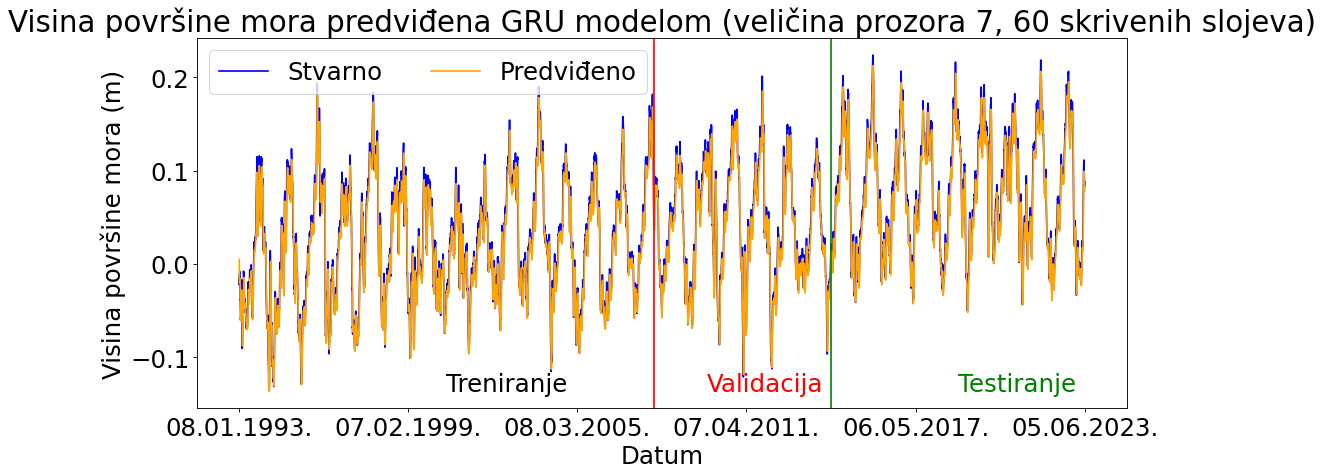 Visina površine mora predviđena GRU modelom (veličina prozora 7, 60 skrivenih slojeva)
Stvarno Predviđeno
Visina površine mora (m)
0.2
0.1
0.0
−0.1
Treniranje Validacija Testiranje
08.01.1993. 07.02.1999. 08.03.2005. 07.04.2011. 06.05.2017. 05.06.2023.
Datum